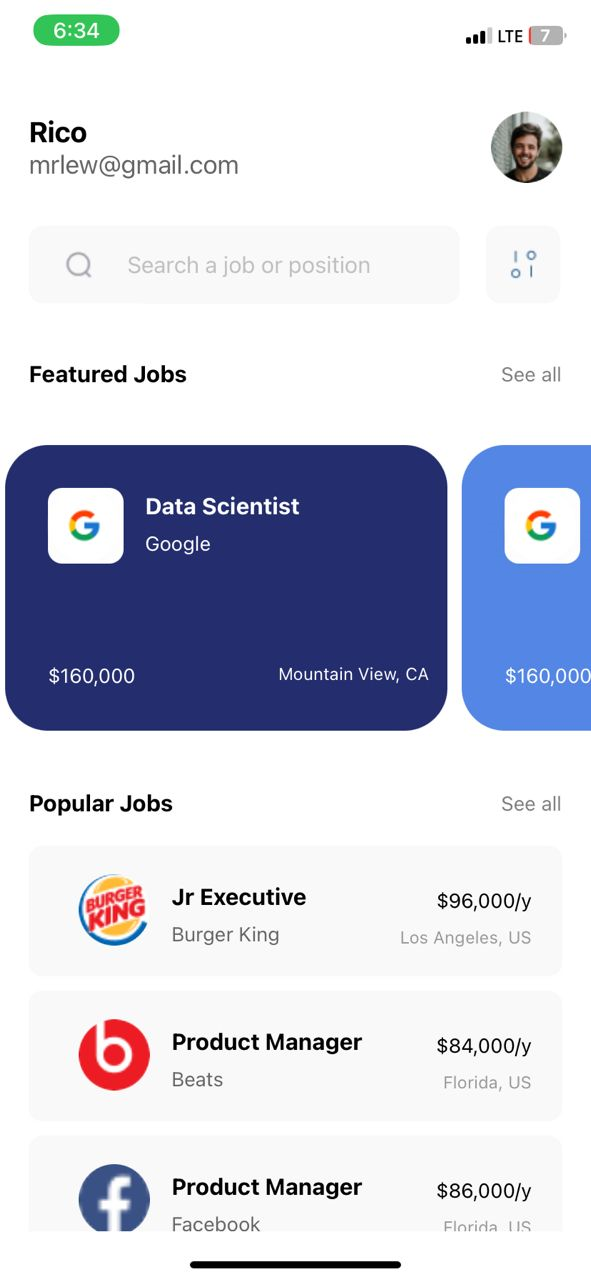 6:34 LTE 7
Rico
mrlew@gmail.com
Search a job or position
Featured Jobs See all
Data Scientist
Google
$160,000 Mountain View, CA
$160,000
Popular Jobs See all
BURGER KING
Jr Executive $96,000/y
Burger King Los Angeles, US
Product Manager $84,000/y
Beats Florida, US
Product Manager $86,000/y
Facebook Florida, US